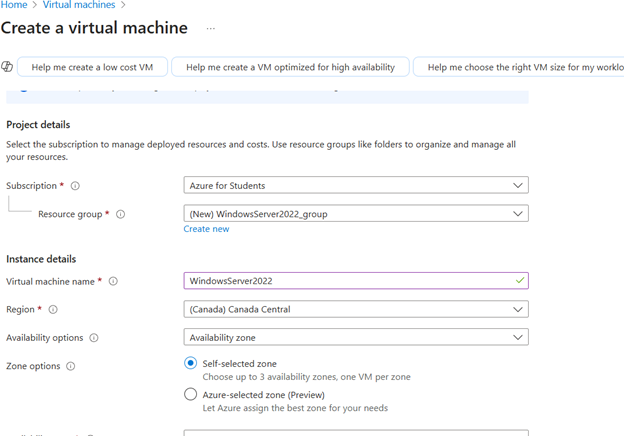 Home > Virtual machines >
Create a virtual machine ...
Help me create a low cost VM Help me create a VM optimized for high availability Help me choose the right VM size for my worklo
Project details
Select the subscription to manage deployed resources and costs. Use resource groups like folders to organize and manage all
your resources.
Subscription * Azure for Students
Resource group * (New) WindowsServer2022_group
Create new
Instance details
Virtual machine name * WindowsServer2022
Region * (Canada) Canada Central
Availability options Availability zone
Zone options Self-selected zone
Choose up to 3 availability zones, one VM per zone
Azure-selected zone (Preview)
Let Azure assign the best zone for your needs